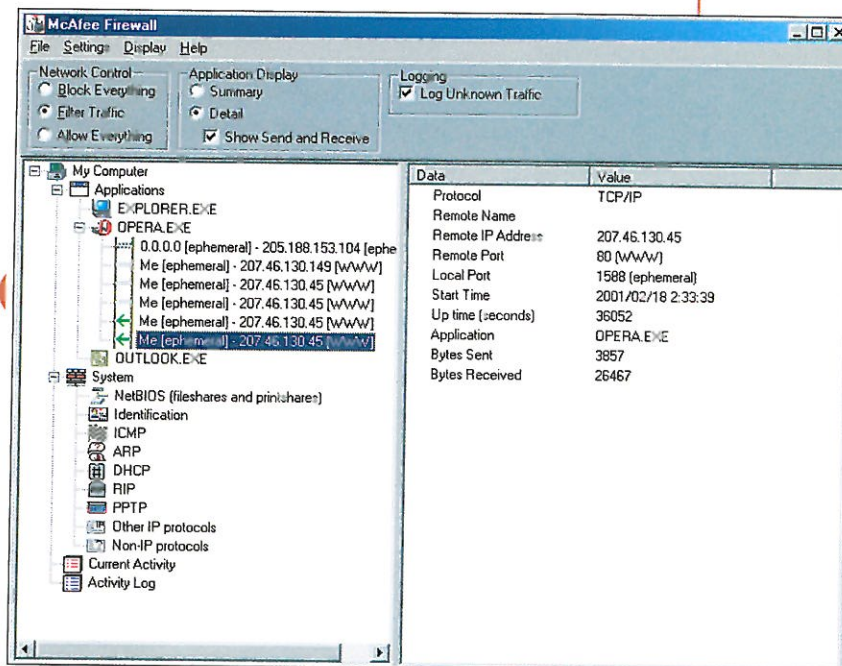 McAfee Firewall
File Settings Display Help
Network Control
Block Everything
Filter Traffic
Allow Everything
Application Display
Summary
Detail
Show Send and Receive
Logging
Log Unknown Traffic
My Computer
Applications
EXPLORER.EXE
OPERA.EXE
0.0.0.0 [ephemeral] - 205.188.153.104 [ephe
Me [ephemeral] - 207.46.130.149 [WWW]
Me [ephemeral] - 207.46.130.45 [WWW]
Me [ephemeral] - 207.46.130.45 [WWW]
Me [ephemeral] - 207.46.130.45 [WWW]
Me [ephemeral] - 207.46.130.45 [WWW]
OUTLOOK.EXE
System
NetBIOS (fileshares and printshares)
Identification
ICMP
ARP
DHCP
RIP
PPTP
Other IP protocols
Non-IP protocols
Current Activity
Activity Log
Data Value
Protocol TCP/IP
Remote Name
Remote IP Address 207.46.130.45
Remote Port 80 (WWW)
Local Port 1588 (ephemeral)
Start Time 2001/02/18 2:33:39
Up time (seconds) 36052
Application OPERA.EXE
Bytes Sent 3857
Bytes Received 26467